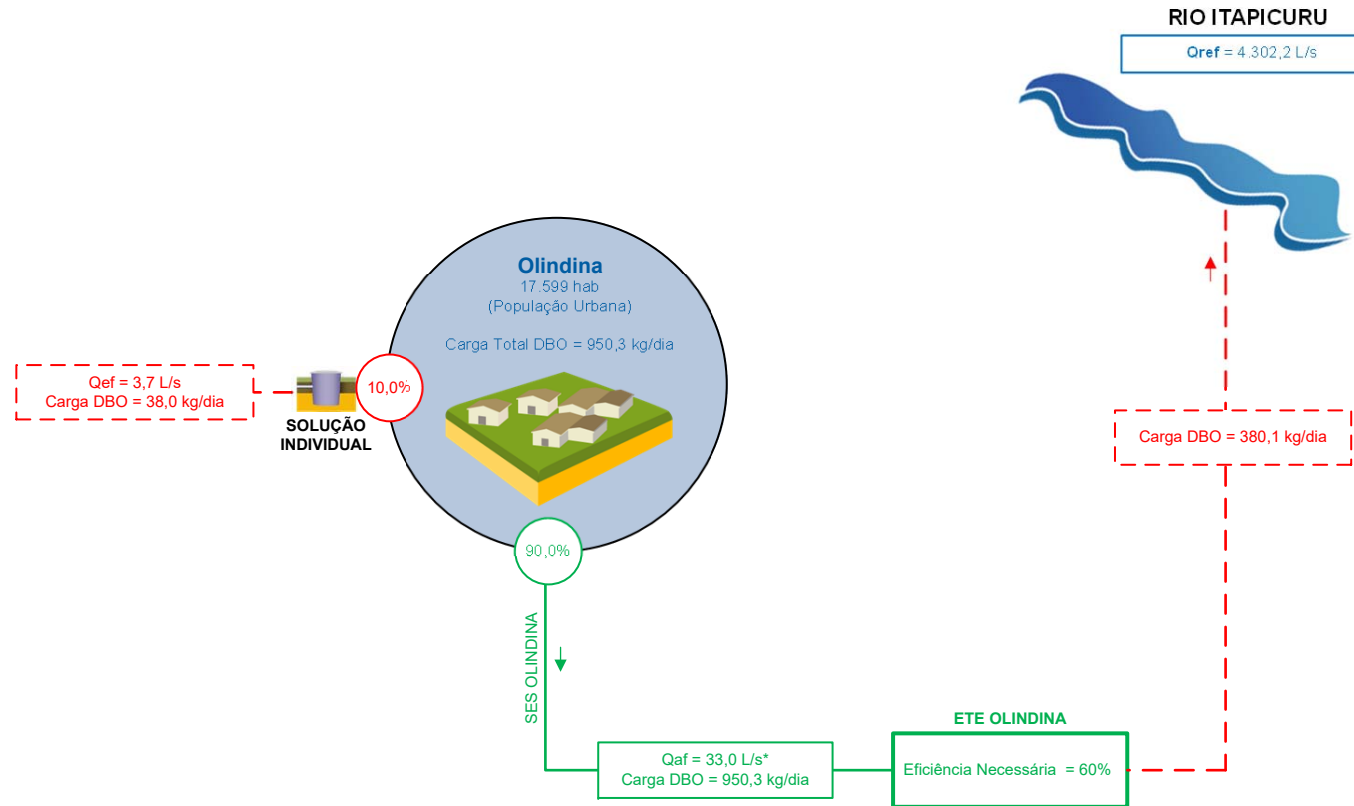 RIO ITAPICURU
Qref = 4.302,2 L/s
Olindina
17.599 hab
(População Urbana)
Carga Total DBO = 950,3 kg/dia
Qef = 3,7 L/s
Carga DBO = 38,0 kg/dia
10,0%
SOLUÇÃO
INDIVIDUAL
Carga DBO = 380,1 kg/dia
90,0%
SES OLINDINA
ETE OLINDINA
Qaf = 33,0 L/s*
Carga DBO = 950,3 kg/dia
Eficiência Necessária = 60%